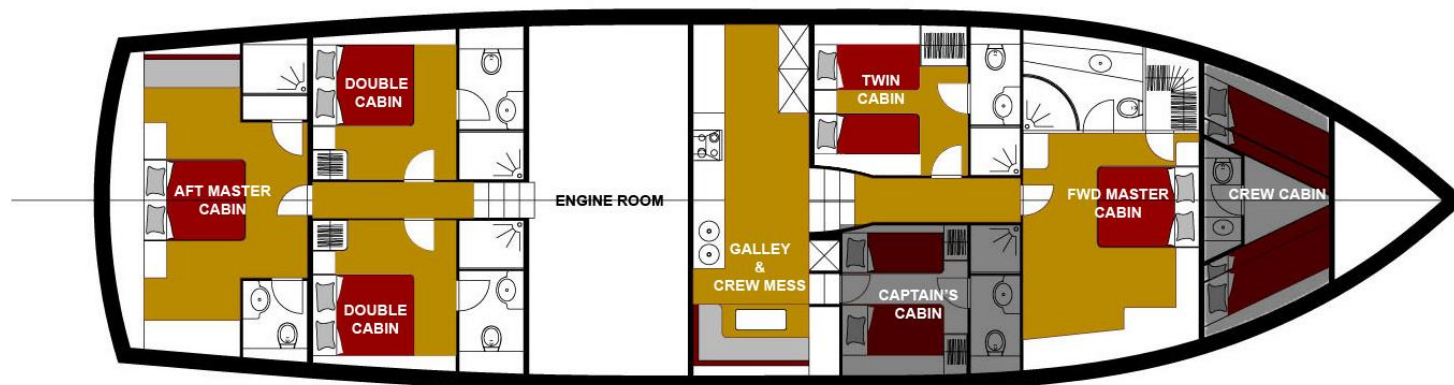 AFT MASTER
CABIN
DOUBLE
CABIN
DOUBLE
CABIN
ENGINE ROOM
GALLEY
&
CREW MESS
TWIN
CABIN
CAPTAIN'S
CABIN
FWD MASTER
CABIN
CREW CABIN